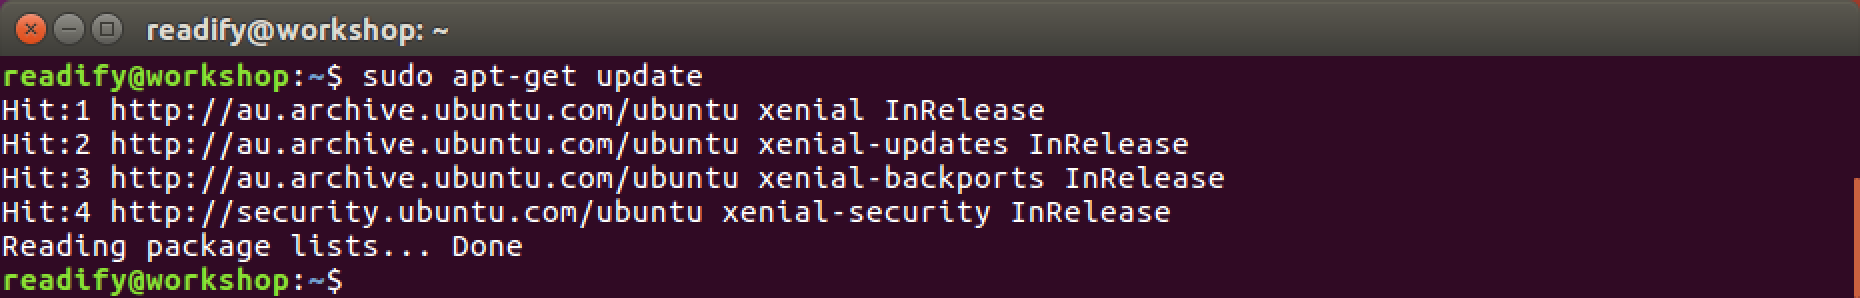 readify@workshop: ~
readify@workshop:~$ sudo apt-get update
Hit:1 http://au.archive.ubuntu.com/ubuntu xenial InRelease
Hit:2 http://au.archive.ubuntu.com/ubuntu xenial-updates InRelease
Hit:3 http://au.archive.ubuntu.com/ubuntu xenial-backports InRelease
Hit:4 http://security.ubuntu.com/ubuntu xenial-security InRelease
Reading package lists... Done
readify@workshop:~$